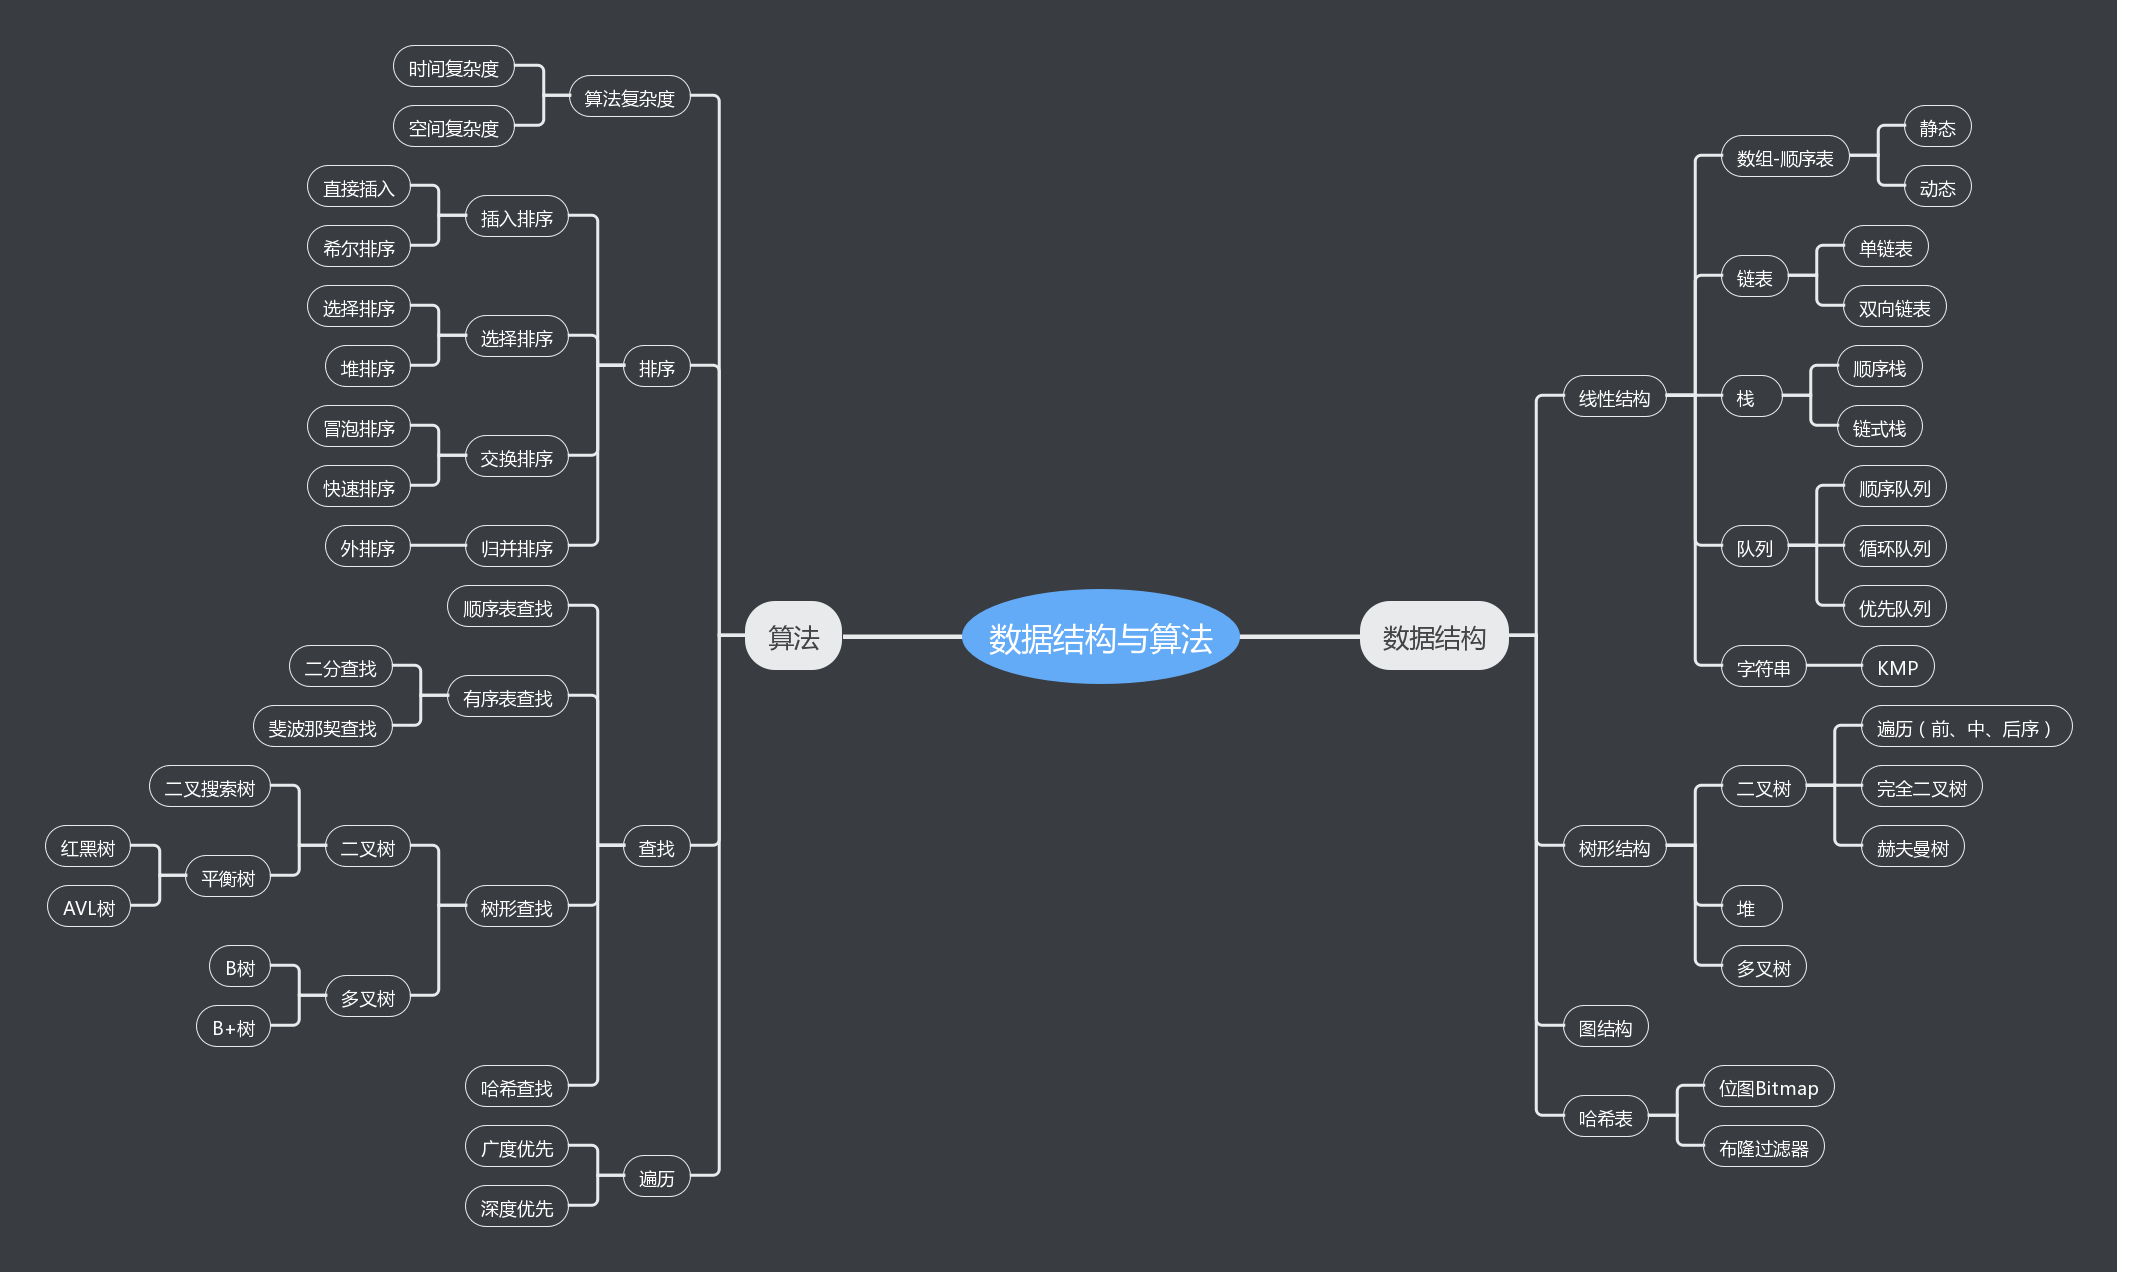 数据结构与算法
算法
算法复杂度
时间复杂度
空间复杂度
排序
插入排序
直接插入
希尔排序
选择排序
选择排序
堆排序
交换排序
冒泡排序
快速排序
归并排序
外排序
查找
顺序表查找
有序表查找
二分查找
斐波那契查找
树形查找
二叉树
二叉搜索树
平衡树
红黑树
AVL树
多叉树
B树
B+树
哈希查找
遍历
广度优先
深度优先
数据结构
线性结构
数组-顺序表
静态
动态
链表
单链表
双向链表
栈
顺序栈
链式栈
队列
顺序队列
循环队列
优先队列
字符串
KMP
树形结构
二叉树
遍历（前、中、后序）
完全二叉树
赫夫曼树
堆
多叉树
图结构
哈希表
位图Bitmap
布隆过滤器